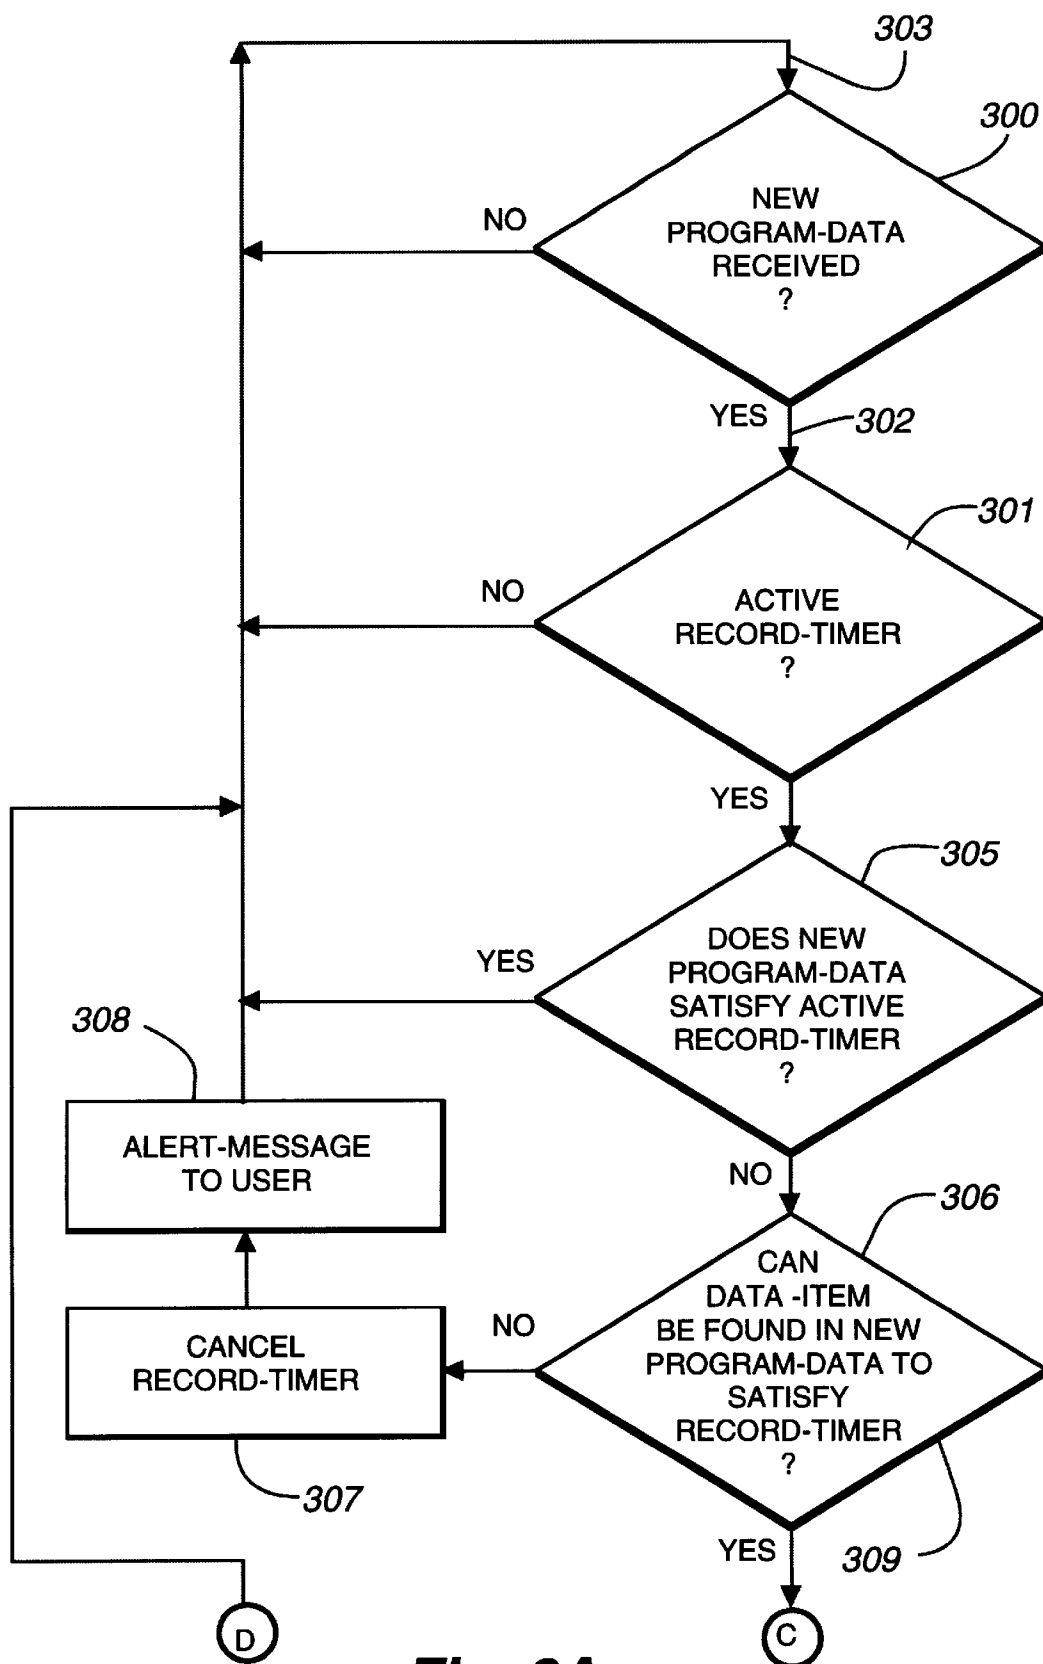 303
300
NEW
PROGRAM-DATA
RECEIVED
?
NO
YES
302
301
ACTIVE
RECORD-TIMER
?
NO
YES
305
DOES NEW
PROGRAM-DATA
SATISFY ACTIVE
RECORD-TIMER
?
YES
308
ALERT-MESSAGE
TO USER
NO
306
CAN
DATA -ITEM
BE FOUND IN NEW
PROGRAM-DATA TO
SATISFY
RECORD-TIMER
?
NO
CANCEL
RECORD-TIMER
307
YES
309
D
C